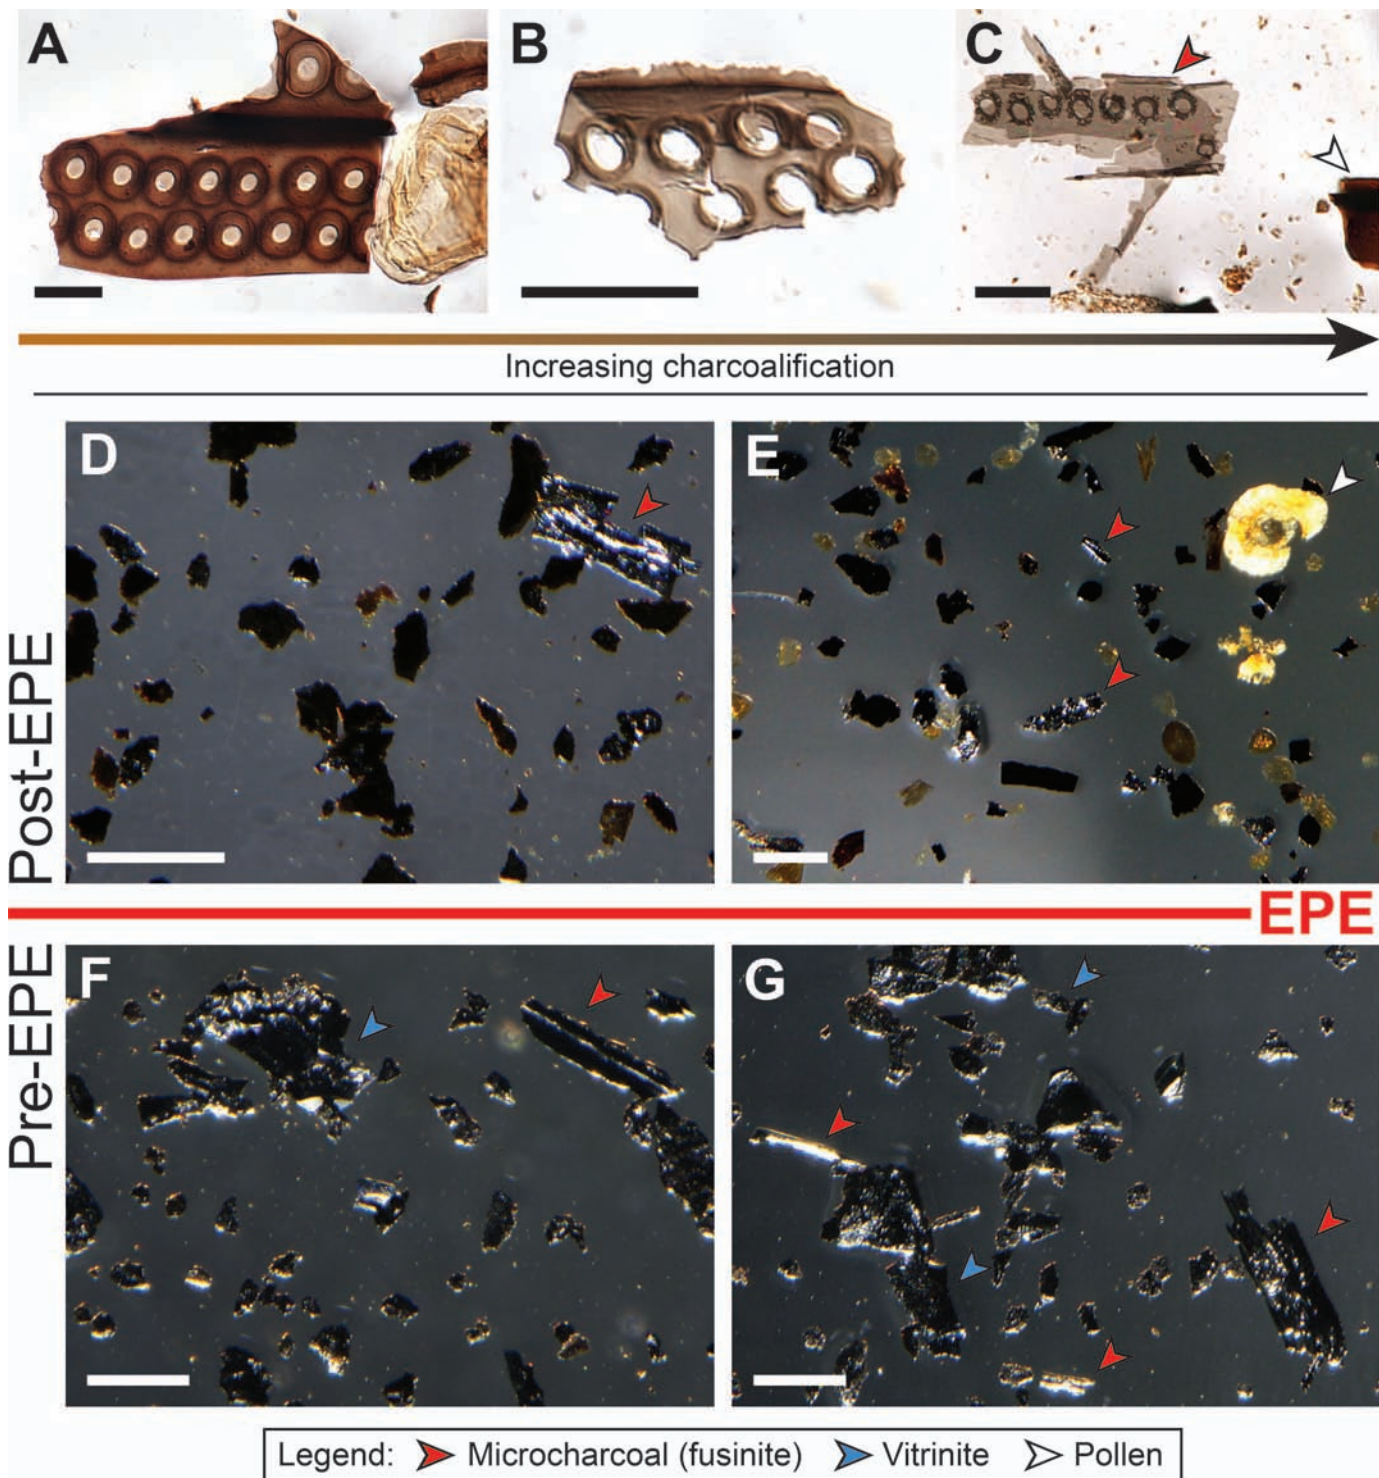 A
B
C
Increasing charcoalification
D
E
Post-EPE
EPE
Pre-EPE
F
G
Legend: Microcharcoal (fusinite) Vitrinite Pollen